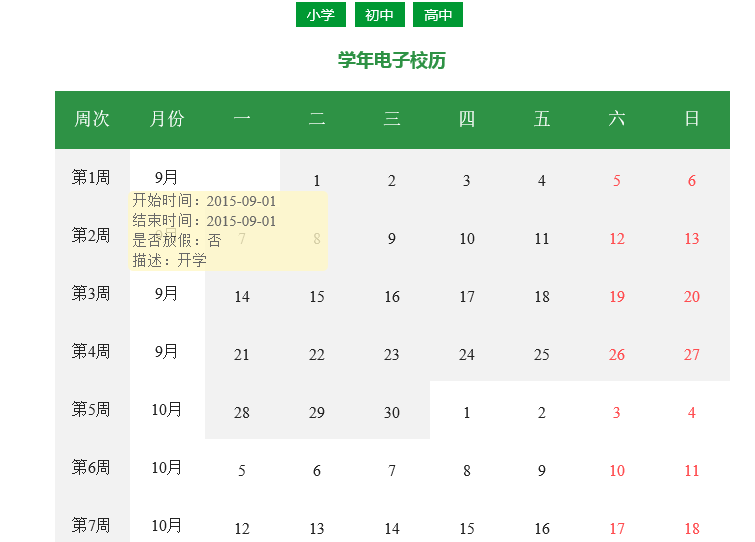 小学 初中 高中
学年电子校历
周次 月份 一 二 三 四 五 六 日
第1周 9月 1 2 3 4 5 6
开始时间：2015-09-01
结束时间：2015-09-01
是否放假：否
描述：开学
第2周 9月 7 8 9 10 11 12 13
第3周 9月 14 15 16 17 18 19 20
第4周 9月 21 22 23 24 25 26 27
第5周 10月 28 29 30 1 2 3 4
第6周 10月 5 6 7 8 9 10 11
第7周 10月 12 13 14 15 16 17 18